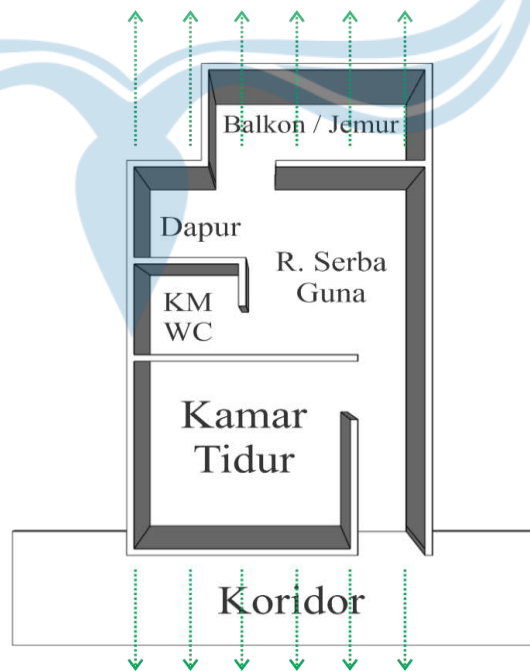 Balkon / Jemur
Dapur
R. Serba
Guna
KM
WC
Kamar
Tidur
Koridor